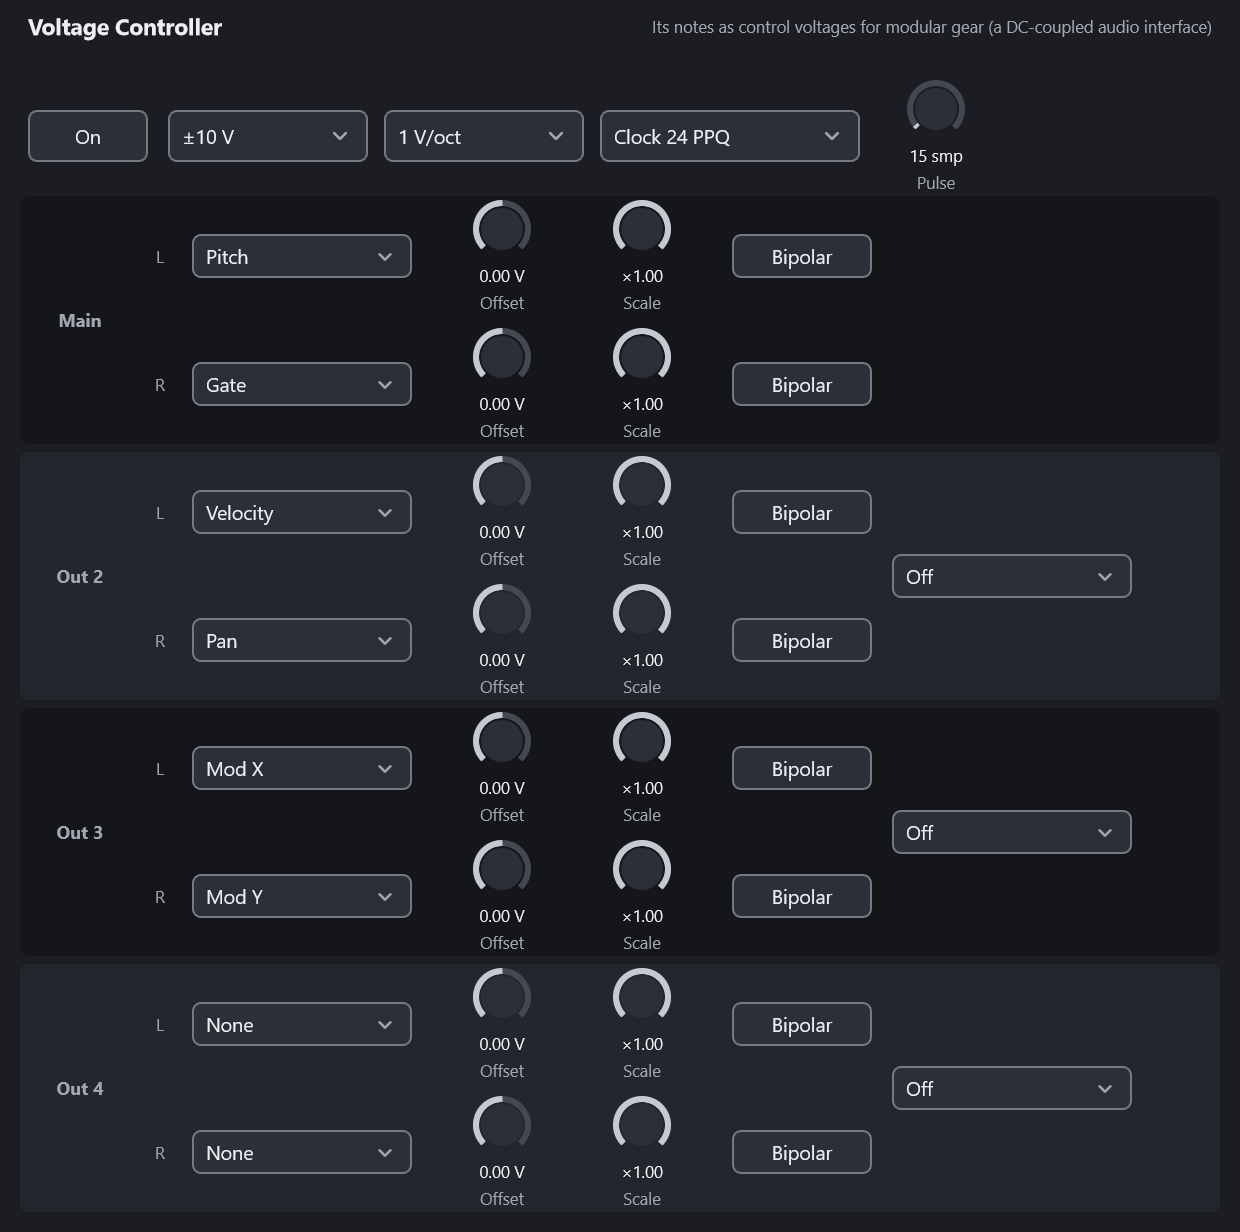 Voltage Controller
Its notes as control voltages for modular gear (a DC-coupled audio interface)
On
±10 V
1 V/oct
Clock 24 PPQ
15 smp
Pulse
Main
L
Pitch
0.00 V
Offset
×1.00
Scale
Bipolar
R
Gate
0.00 V
Offset
×1.00
Scale
Bipolar
Out 2
L
Velocity
0.00 V
Offset
×1.00
Scale
Bipolar
Off
R
Pan
0.00 V
Offset
×1.00
Scale
Bipolar
Out 3
L
Mod X
0.00 V
Offset
×1.00
Scale
Bipolar
Off
R
Mod Y
0.00 V
Offset
×1.00
Scale
Bipolar
Out 4
L
None
0.00 V
Offset
×1.00
Scale
Bipolar
Off
R
None
0.00 V
Offset
×1.00
Scale
Bipolar